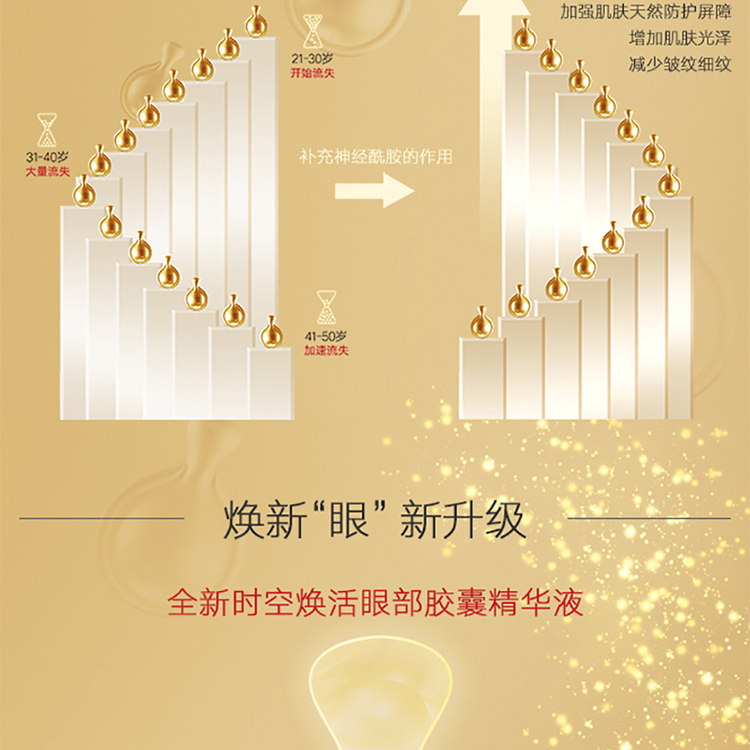 加强肌肤天然防护屏障
增加肌肤光泽
减少皱纹细纹
21-30岁
开始流失
31-40岁
大量流失
补充神经酰胺的作用
41-50岁
加速流失
焕新“眼”新升级
全新时空焕活眼部胶囊精华液